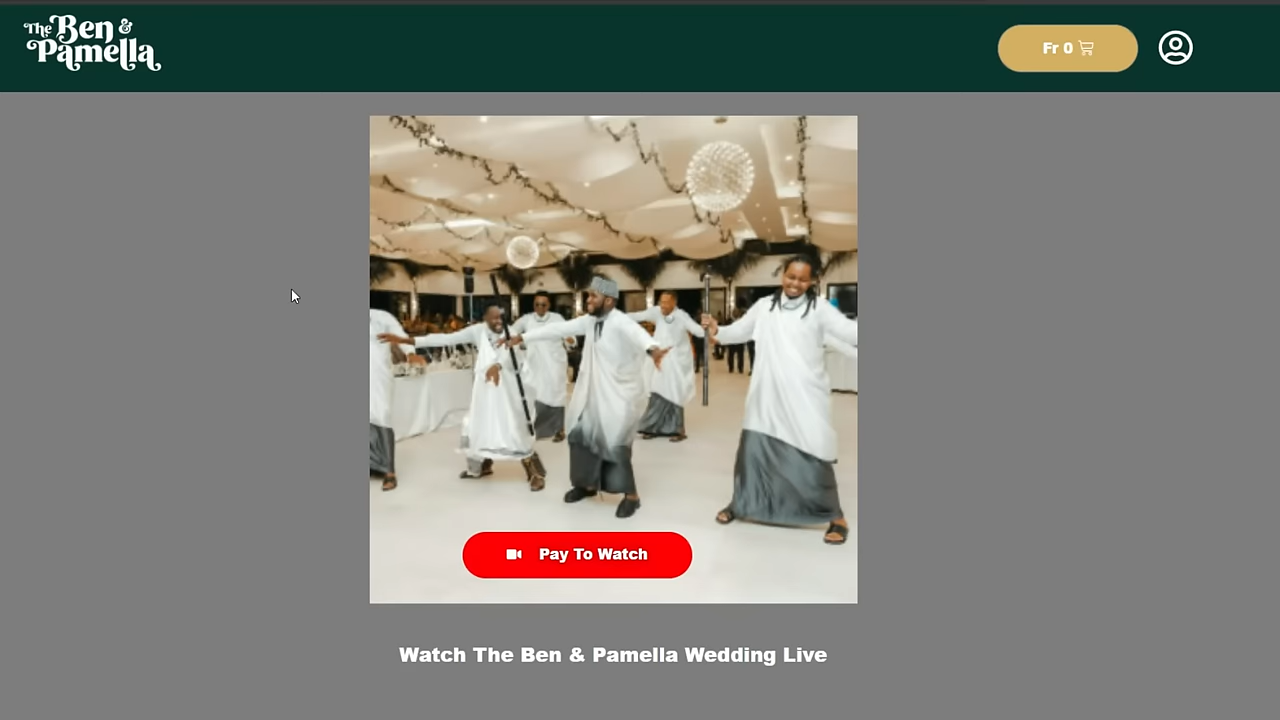 The Ben &
Pamella
Fr 0
Pay To Watch
Watch The Ben & Pamella Wedding Live